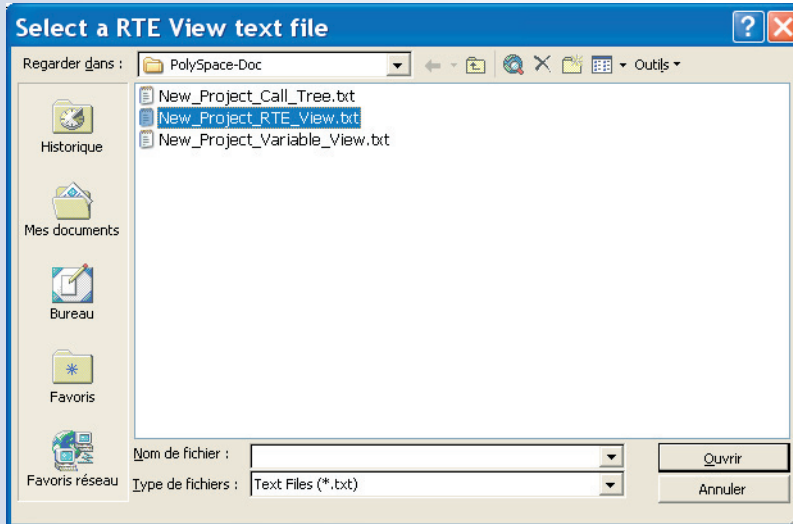 Select a RTE View text file
Regarder dans :
PolySpace-Doc
Outils
New_Project_Call_Tree.txt
New_Project_RTE_View.txt
New_Project_Variable_View.txt
Historique
Mes documents
Bureau
Favoris
Favoris réseau
Nom de fichier :
Ouvrir
Type de fichiers :
Text Files (*.txt)
Annuler